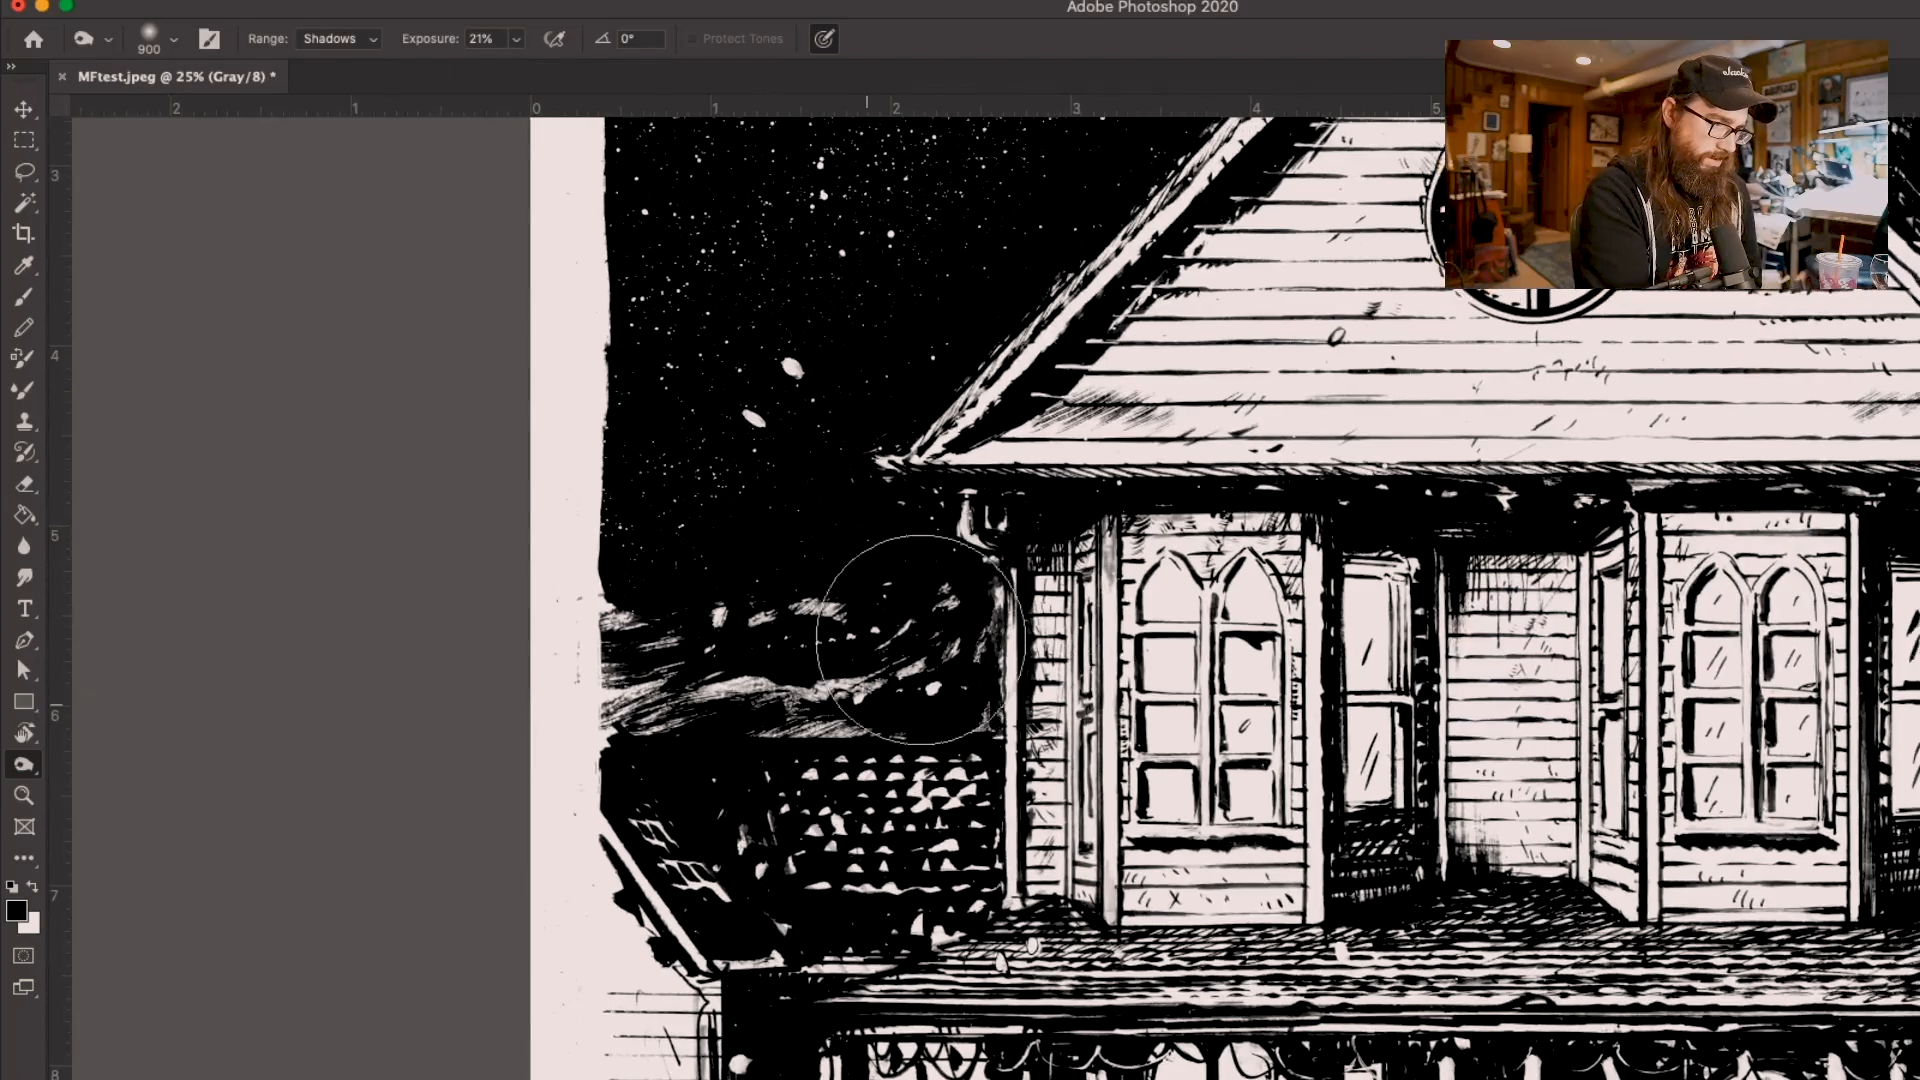 Adobe Photoshop 2020
900
Range: Shadows
Exposure: 21%
0°
Protect Tones
MFtest.jpeg @ 25% (Gray/8) *
2 1 0 1 2 3 4 5
3
4
5
6
7
8